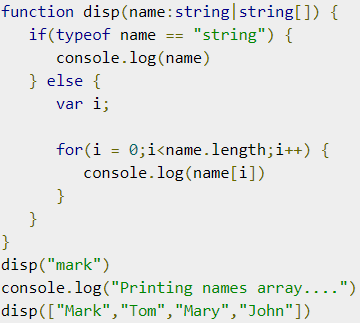 function disp(name:string|string[]) {
   if(typeof name == "string") {
      console.log(name)
   } else {
      var i;

      for(i = 0;i<name.length;i++) {
         console.log(name[i])
      }
   }
}
disp("mark")
console.log("Printing names array....")
disp(["Mark","Tom","Mary","John"])